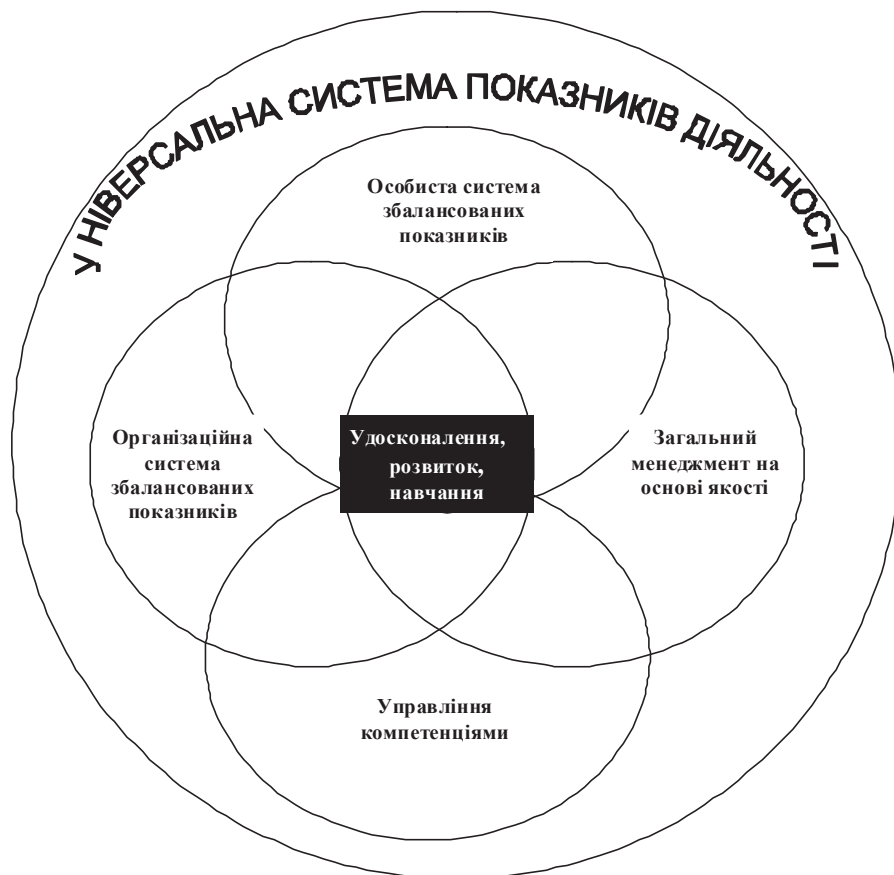 У НІВЕРСАЛЬНА СИСТЕМА ПОКАЗНИКІВ ДІЯЛЬНОСТІ
Особиста система
збалансованих
показників
Організаційна
система
збалансованих
показників
Удосконалення,
розвиток,
навчання
Загальний
менеджмент на
основі якості
Управління
компетенціями